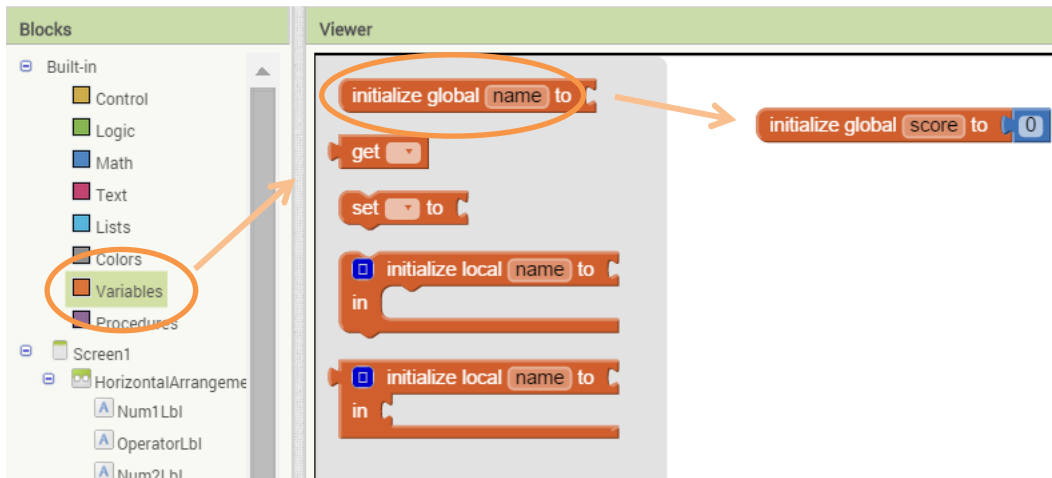 Blocks
Built-in
Control
Logic
Math
Text
Lists
Colors
Variables
Procedures
Screen1
HorizontalArrangeme
Num1Lbl
OperatorLbl
Num2Lbl
Viewer
initialize global name to
get
set to
initialize local name to
in
initialize local name to
in
initialize global score to 0